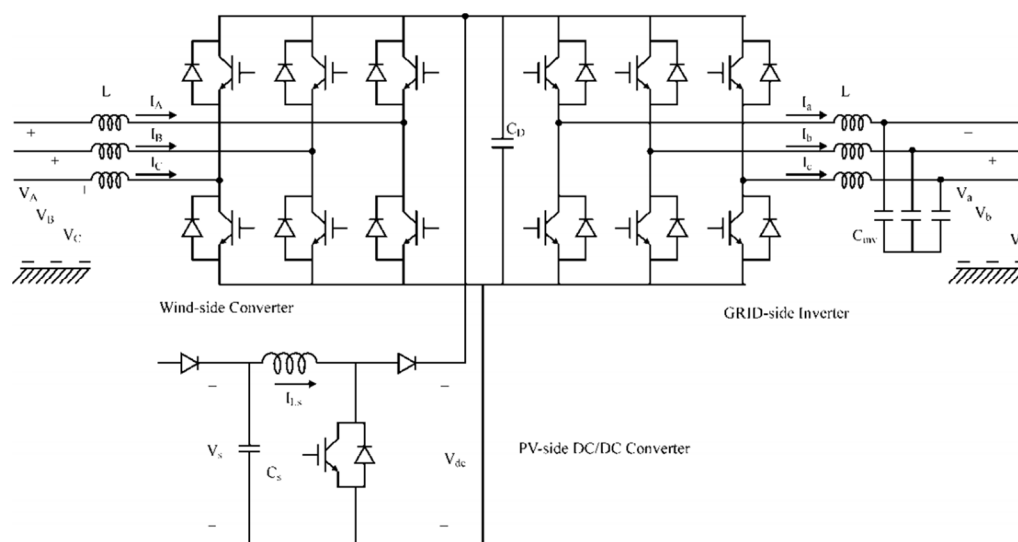 L
I_A
I_B
I_C
+
+
+
V_A
V_B
V_C
C_D
I_a
I_b
I_c
L
−
+
V_a
V_b
V
C_inv
Wind-side Converter
GRID-side Inverter
I_Ls
−
−
V_s
C_s
V_dc
−
−
PV-side DC/DC Converter